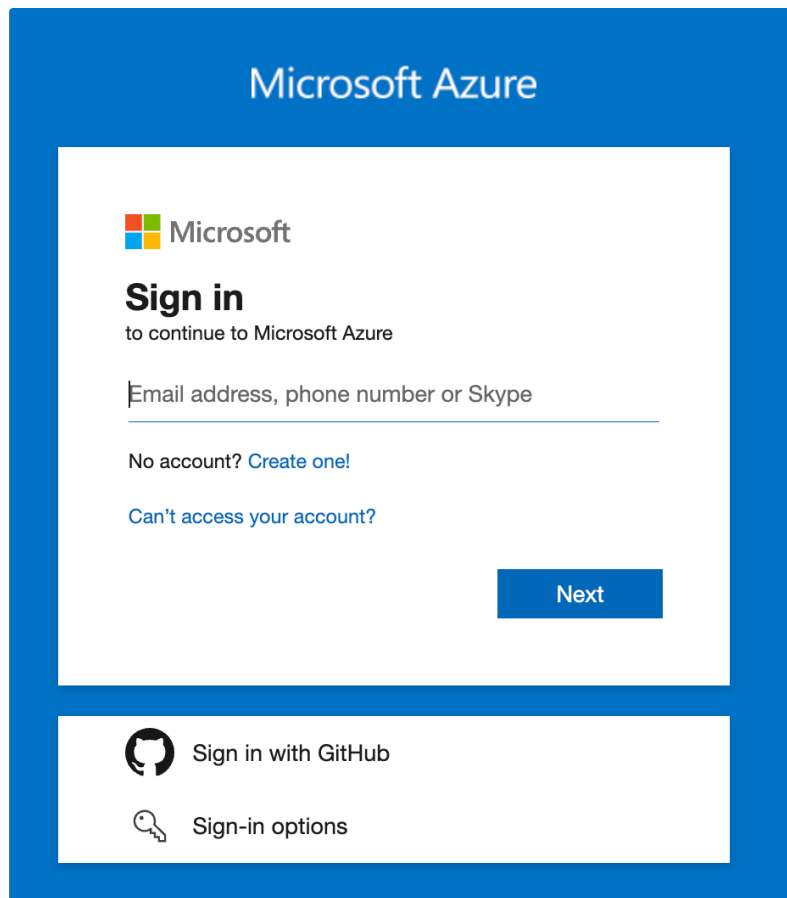 Microsoft Azure
Microsoft
Sign in
to continue to Microsoft Azure
Email address, phone number or Skype
No account? Create one!
Can’t access your account?
Next
Sign in with GitHub
Sign-in options